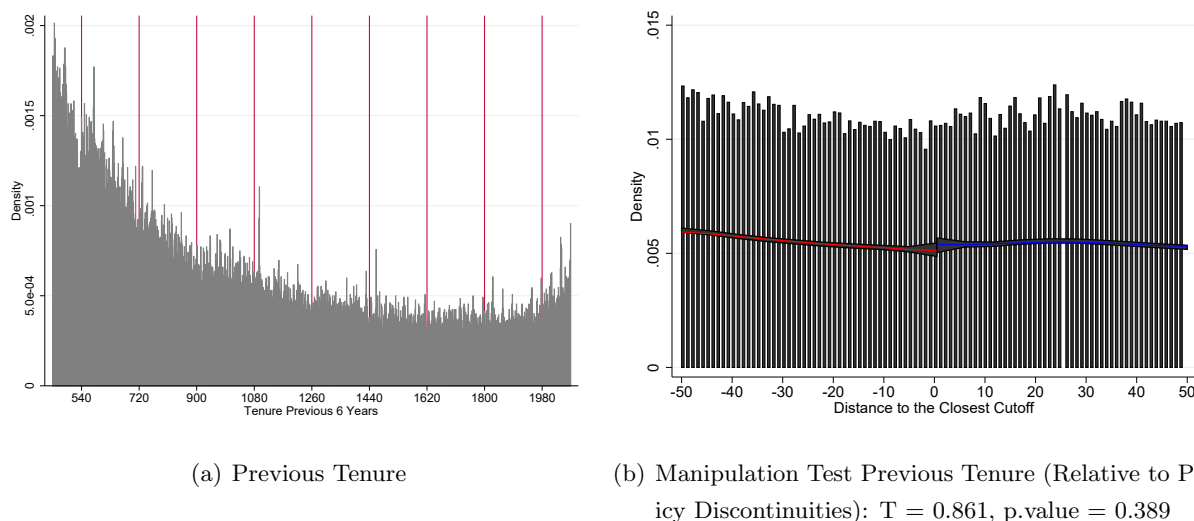 .002
.0015
.001
5.0e-04
0
Density
540 720 900 1080 1260 1440 1620 1800 1980
Tenure Previous 6 Years
.015
.01
.005
0
Density
-50 -40 -30 -20 -10 0 10 20 30 40 50
Distance to the Closest Cutoff
(a) Previous Tenure
(b) Manipulation Test Previous Tenure (Relative to P
icy Discontinuities): T = 0.861, p.value = 0.389